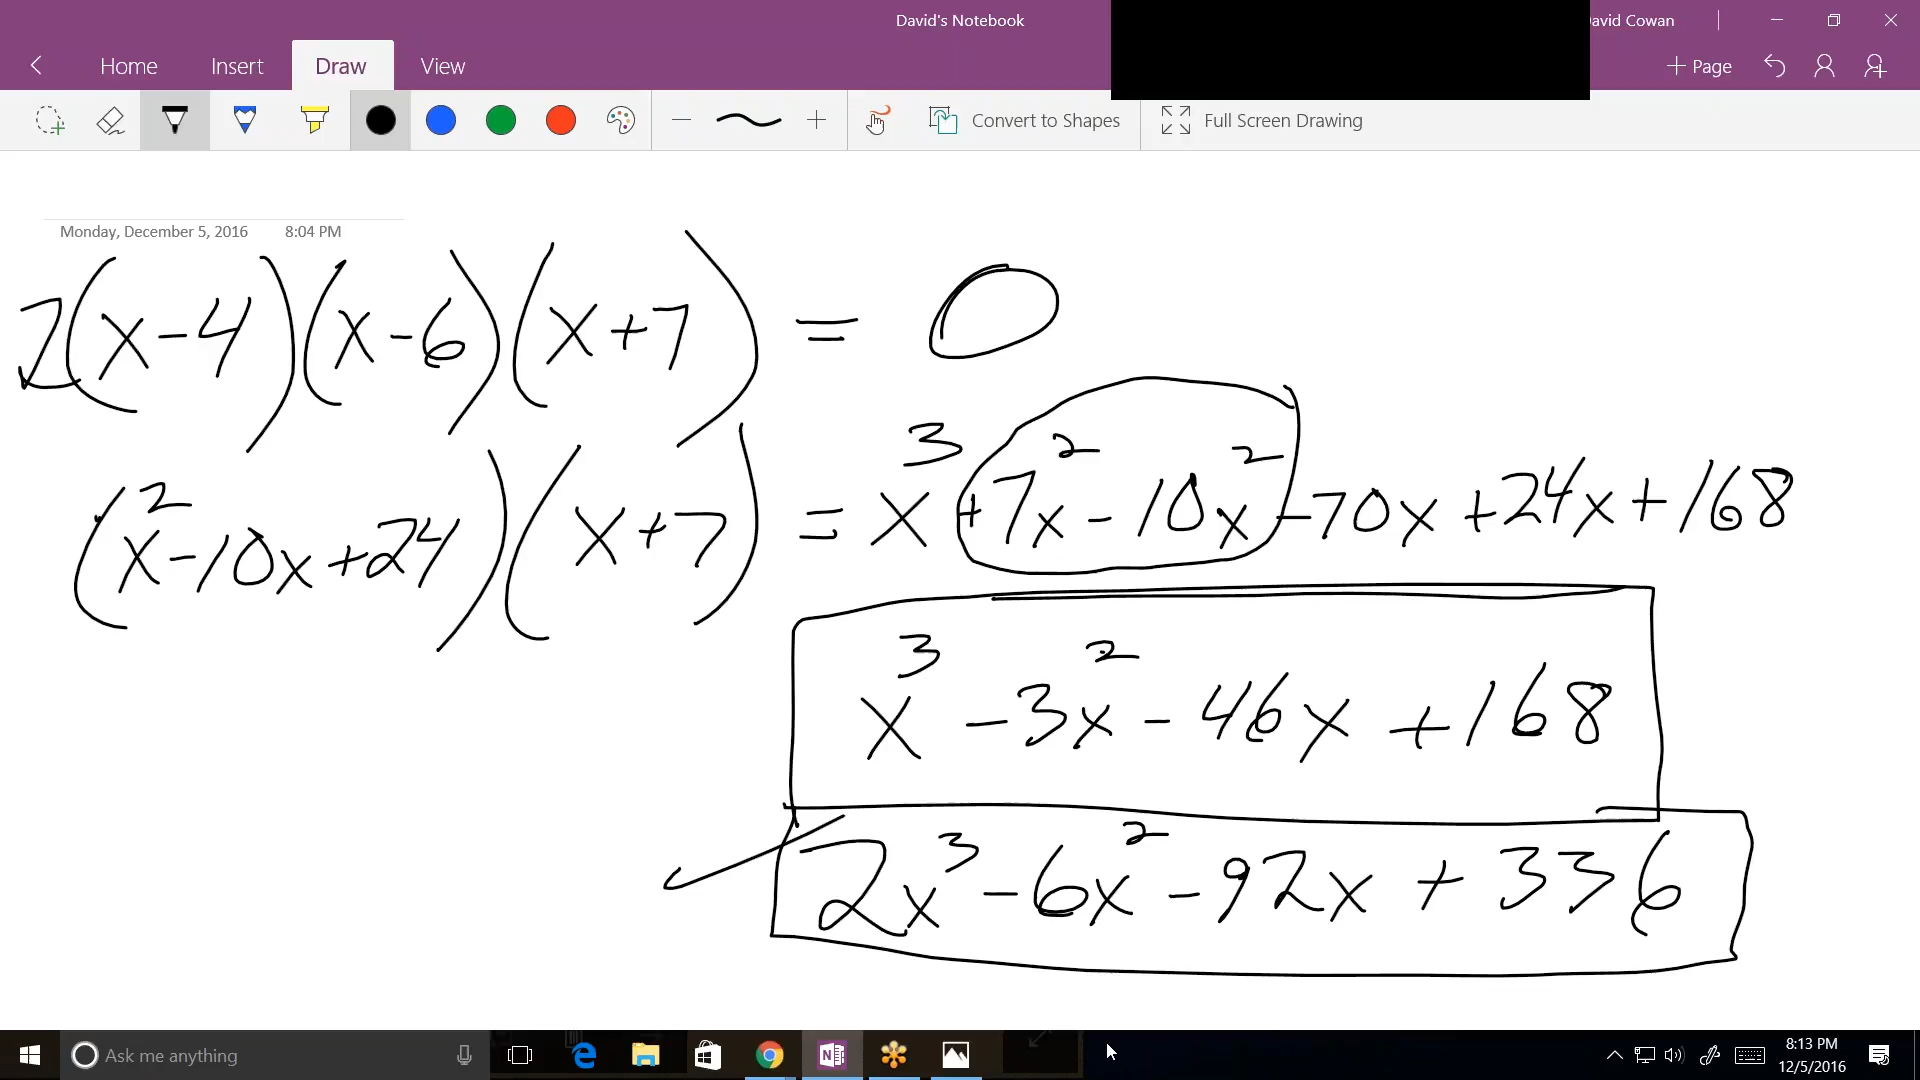 David's Notebook
avid Cowan
Home Insert Draw View
Page
Convert to Shapes Full Screen Drawing
Monday, December 5, 2016 8:04 PM
2(x-4)(x-6)(x+7) = 0
(x²-10x+24)(x+7) = x³+7x²-10x²-70x+24x+168
x³-3x²-46x+168
2x³-6x²-92x+336
Ask me anything
8:13 PM
12/5/2016